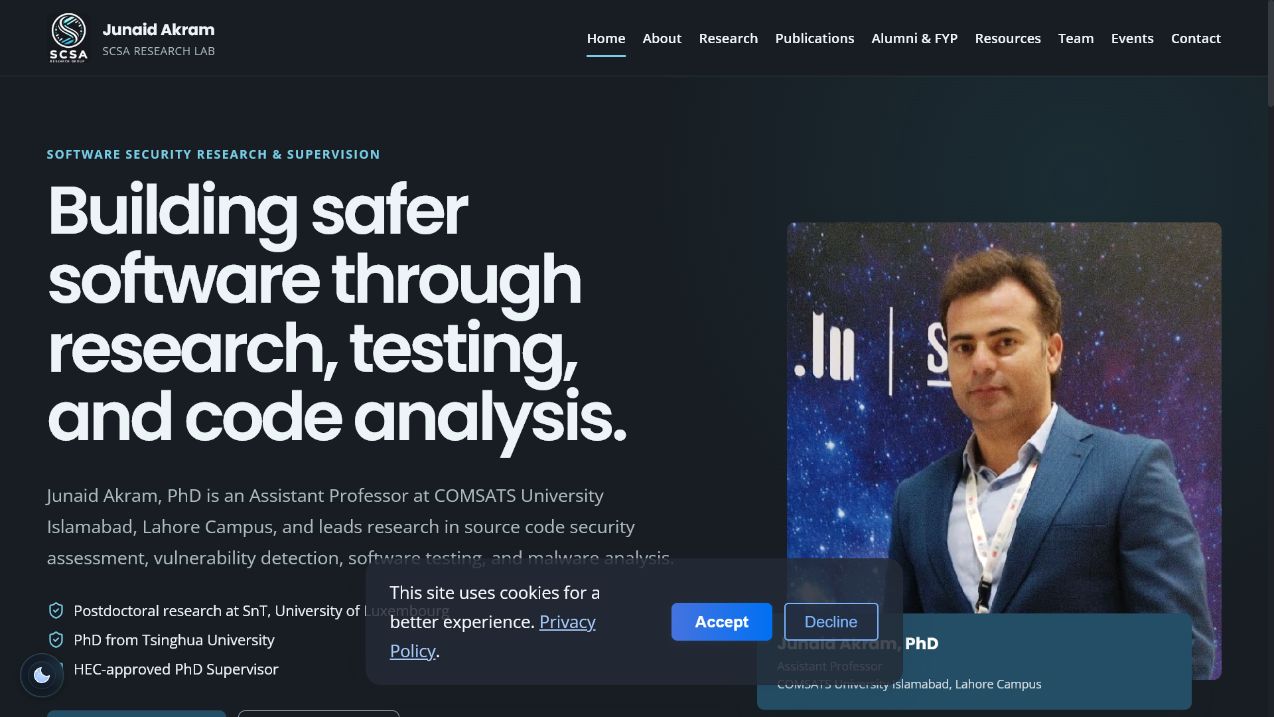 SCSA
RESEARCH GROUP
Junaid Akram
SCSA RESEARCH LAB
Home
About
Research
Publications
Alumni & FYP
Resources
Team
Events
Contact
SOFTWARE SECURITY RESEARCH & SUPERVISION
Building safer
software through
research, testing,
and code analysis.
Junaid Akram, PhD is an Assistant Professor at COMSATS University
Islamabad, Lahore Campus, and leads research in source code security
assessment, vulnerability detection, software testing, and malware analysis.
Postdoctoral research at SnT, University of Luxembourg
PhD from Tsinghua University
HEC-approved PhD Supervisor
This site uses cookies for a
better experience. Privacy
Policy.
Accept
Decline
Junaid Akram, PhD
Assistant Professor
COMSATS University Islamabad, Lahore Campus